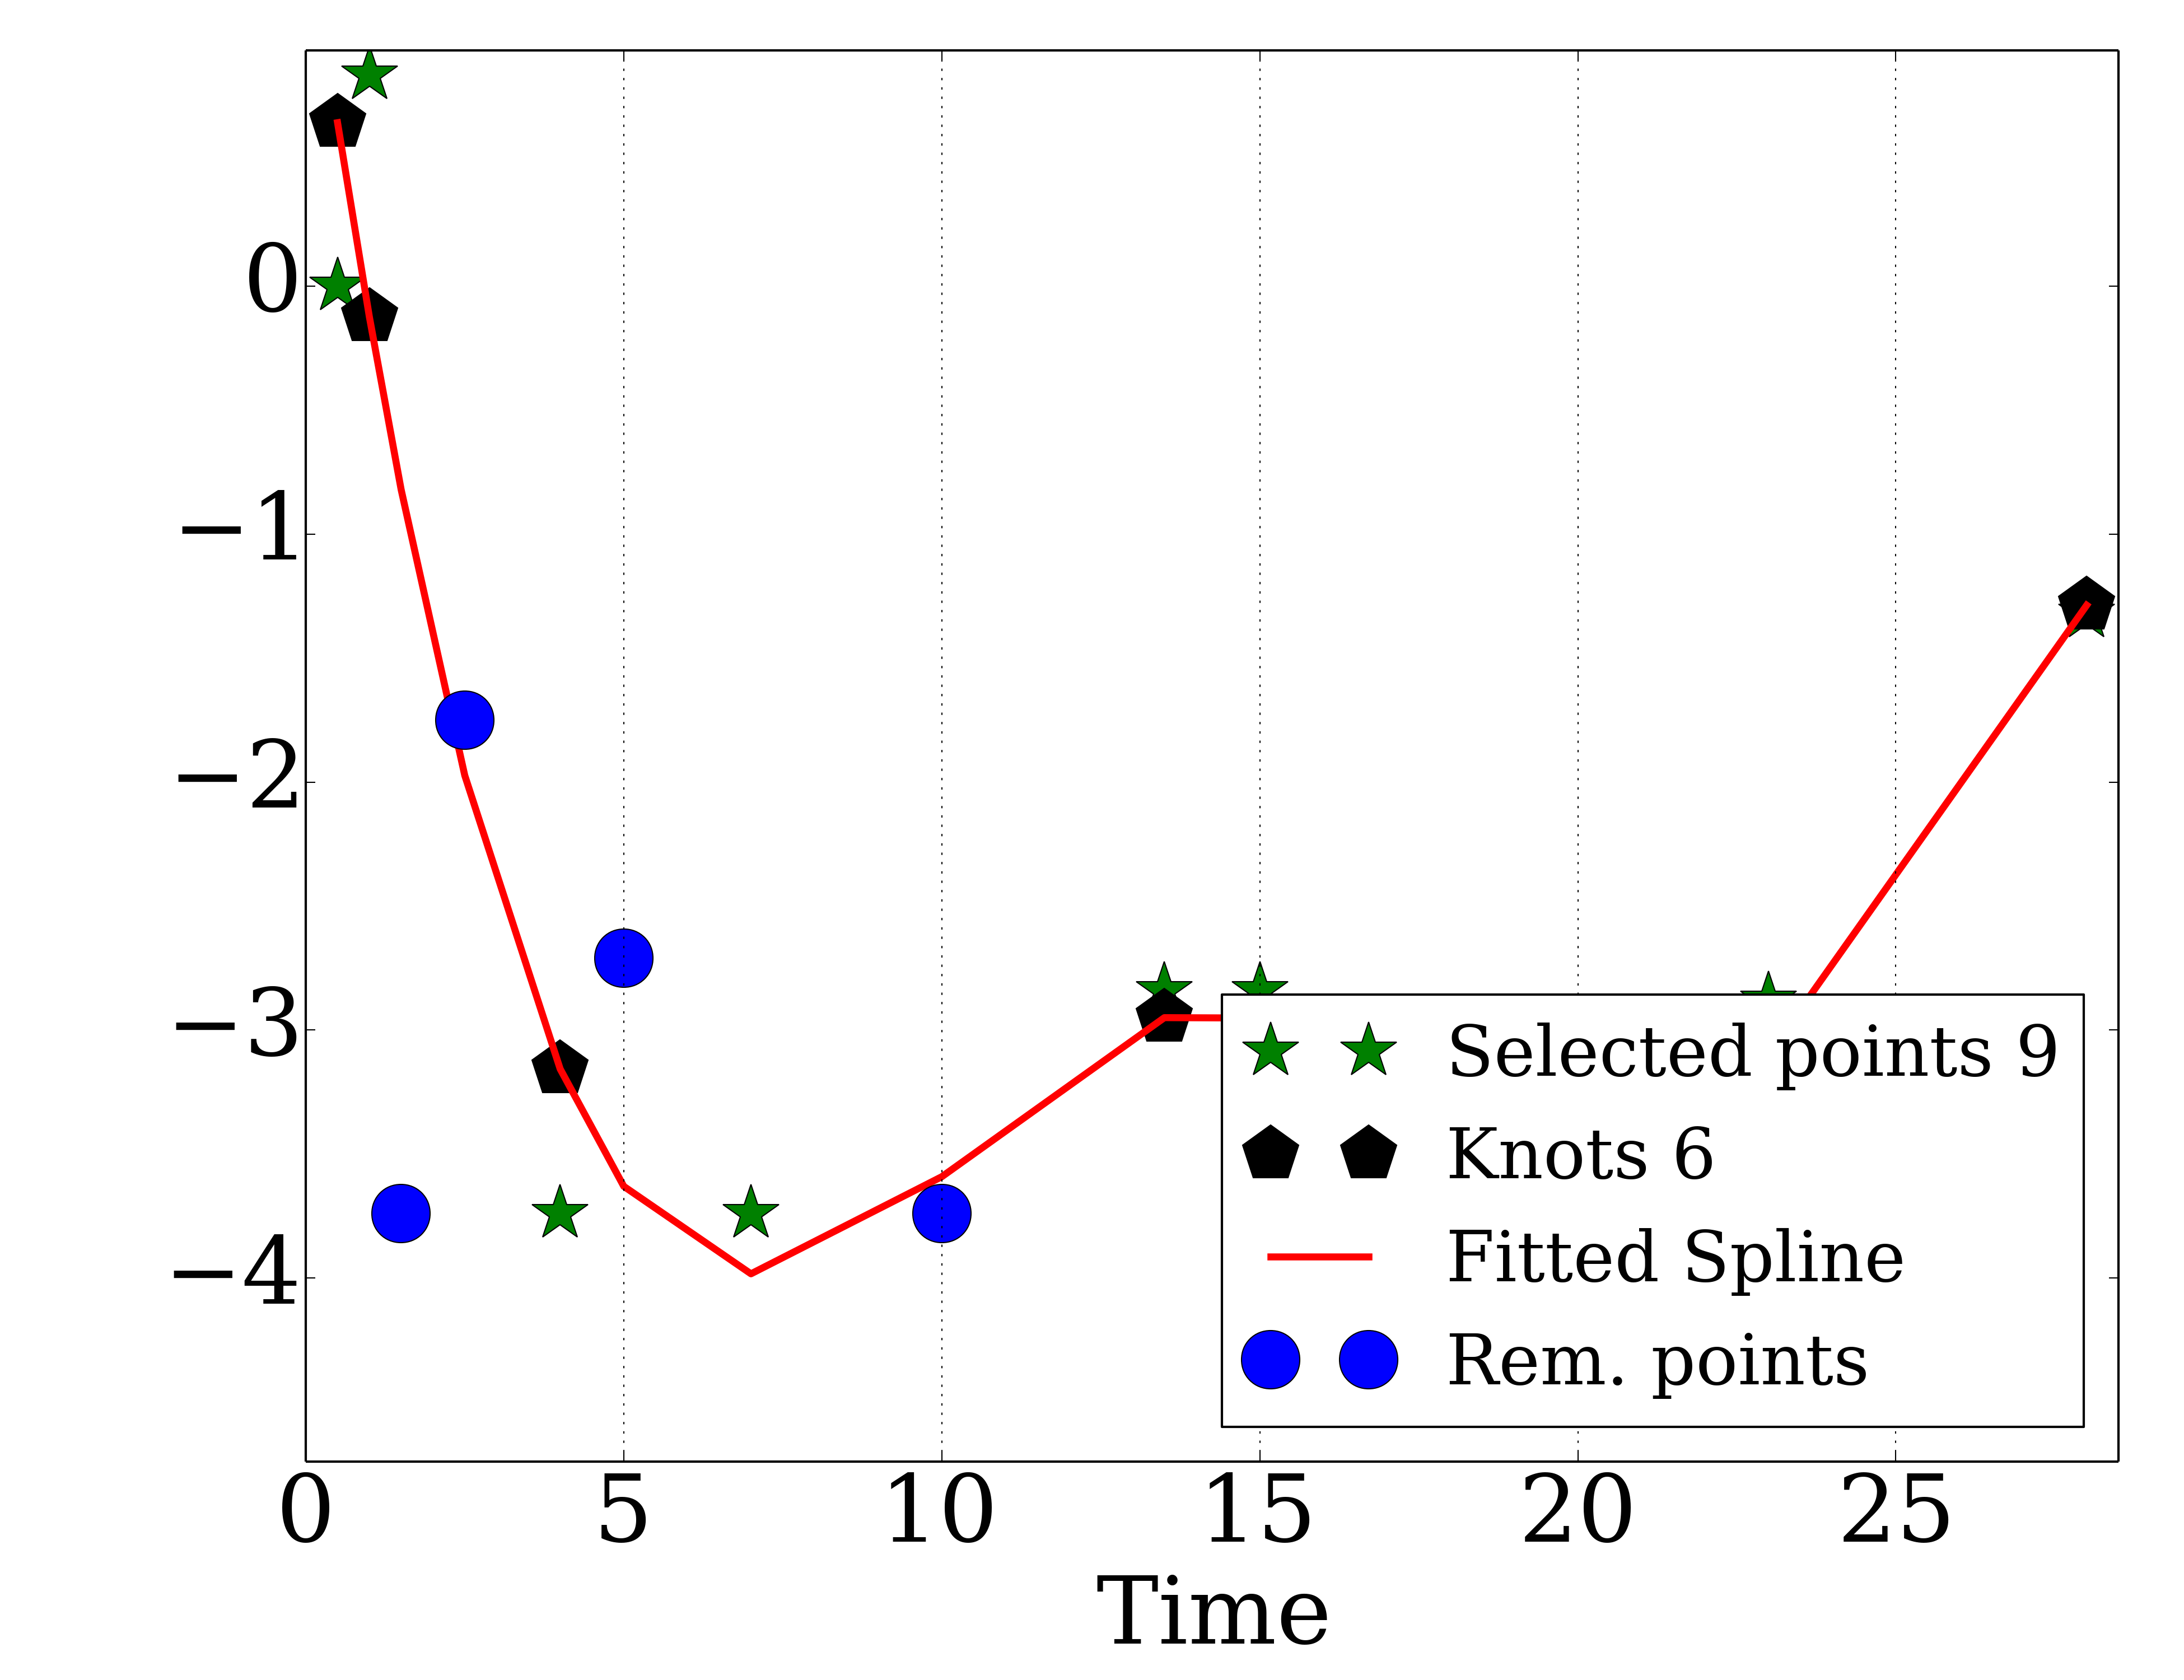 0
−1
−2
−3
−4
Selected points 9
Knots 6
Fitted Spline
Rem. points
0 5 10 15 20 25
Time